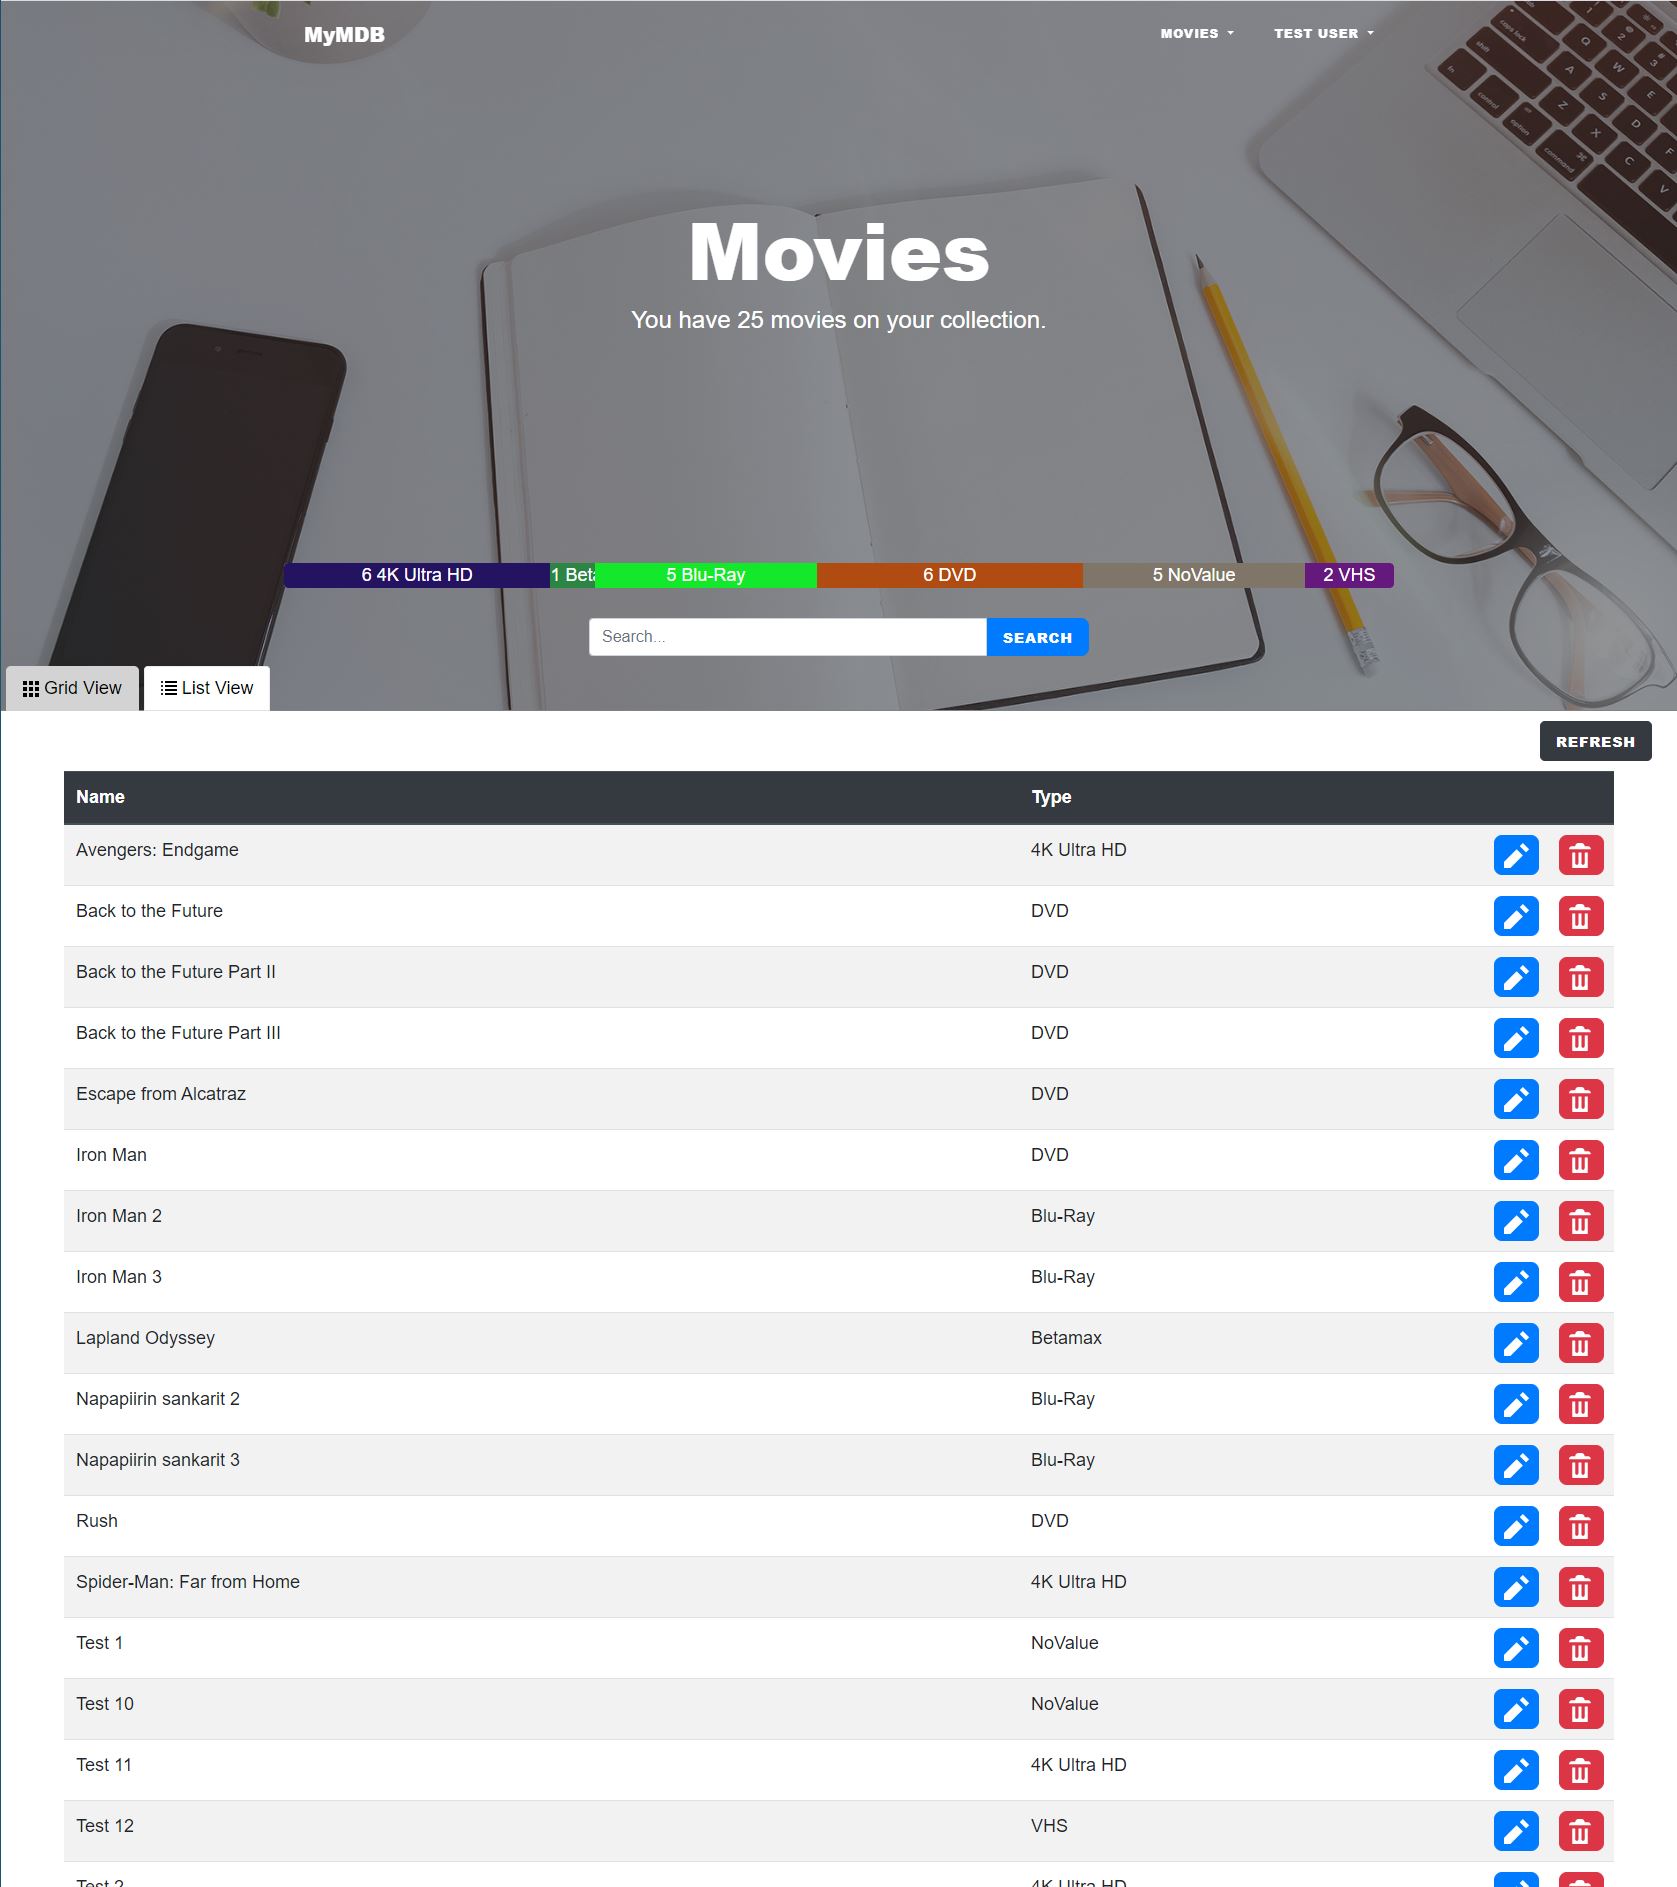 MyMDB MOVIES TEST USER
Movies
You have 25 movies on your collection.
6 4K Ultra HD 1 Beta 5 Blu-Ray 6 DVD 5 NoValue 2 VHS
Search... SEARCH
Grid View List View
REFRESH
Name Type
Avengers: Endgame 4K Ultra HD
Back to the Future DVD
Back to the Future Part II DVD
Back to the Future Part III DVD
Escape from Alcatraz DVD
Iron Man DVD
Iron Man 2 Blu-Ray
Iron Man 3 Blu-Ray
Lapland Odyssey Betamax
Napapiirin sankarit 2 Blu-Ray
Napapiirin sankarit 3 Blu-Ray
Rush DVD
Spider-Man: Far from Home 4K Ultra HD
Test 1 NoValue
Test 10 NoValue
Test 11 4K Ultra HD
Test 12 VHS
Test 2 4K Ultra HD